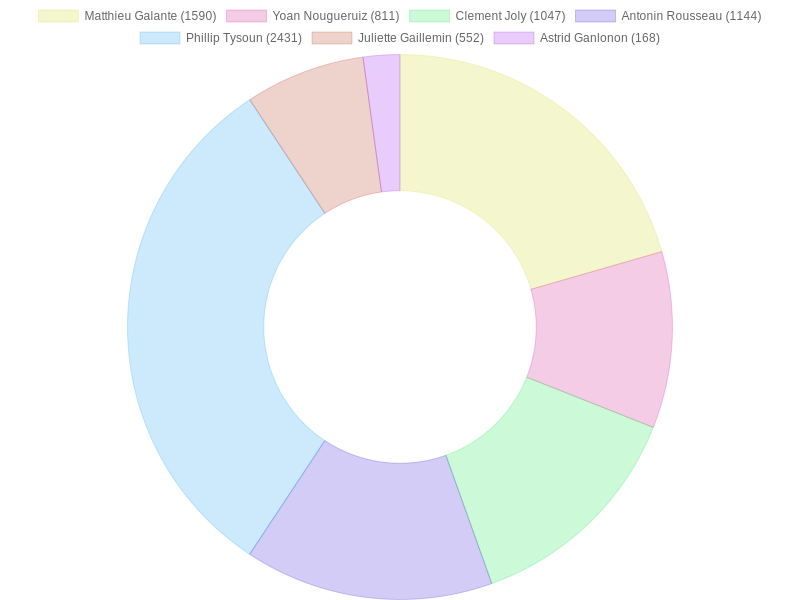 Matthieu Galante (1590) Yoan Nougueruiz (811) Clement Joly (1047) Antonin Rousseau (1144)
Phillip Tysoun (2431) Juliette Gaillemin (552) Astrid Ganlonon (168)